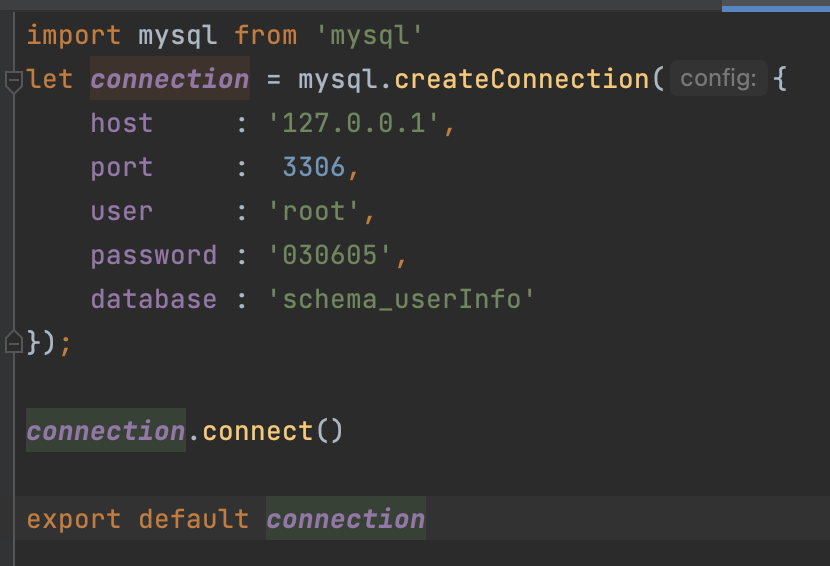 import mysql from 'mysql'
let connection = mysql.createConnection( config: {
    host     : '127.0.0.1',
    port     :  3306,
    user     : 'root',
    password : '030605',
    database : 'schema_userInfo'
});
connection.connect()
export default connection